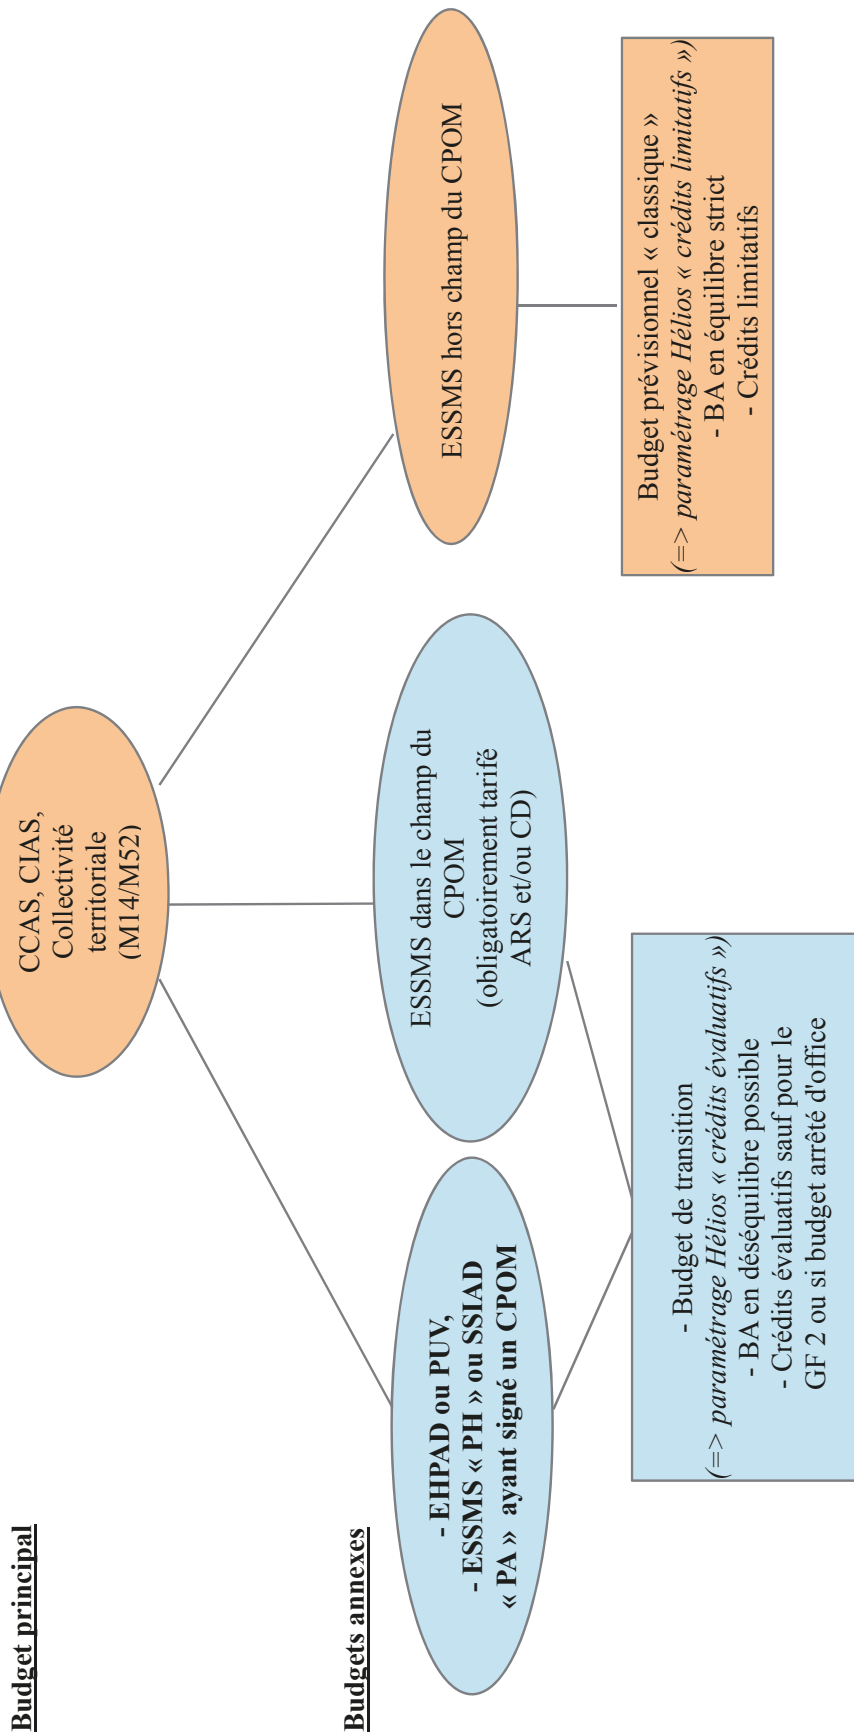 Budget principal
CCAS, CIAS,
Collectivité
territoriale
(M14/M52)
Budgets annexes
- EHPAD ou PUV,
- ESSMS « PH » ou SSIAD
« PA » ayant signé un CPOM
ESSMS dans le champ du
CPOM
(obligatoirement tarifé
ARS et/ou CD)
ESSMS hors champ du CPOM
- Budget de transition
(=> paramétrage Hélios « crédits évaluatifs »)
- BA en déséquilibre possible
- Crédits évaluatifs sauf pour le
GF 2 ou si budget arrêté d'office
Budget prévisionnel « classique »
(=> paramétrage Hélios « crédits limitatifs »)
- BA en équilibre strict
- Crédits limitatifs